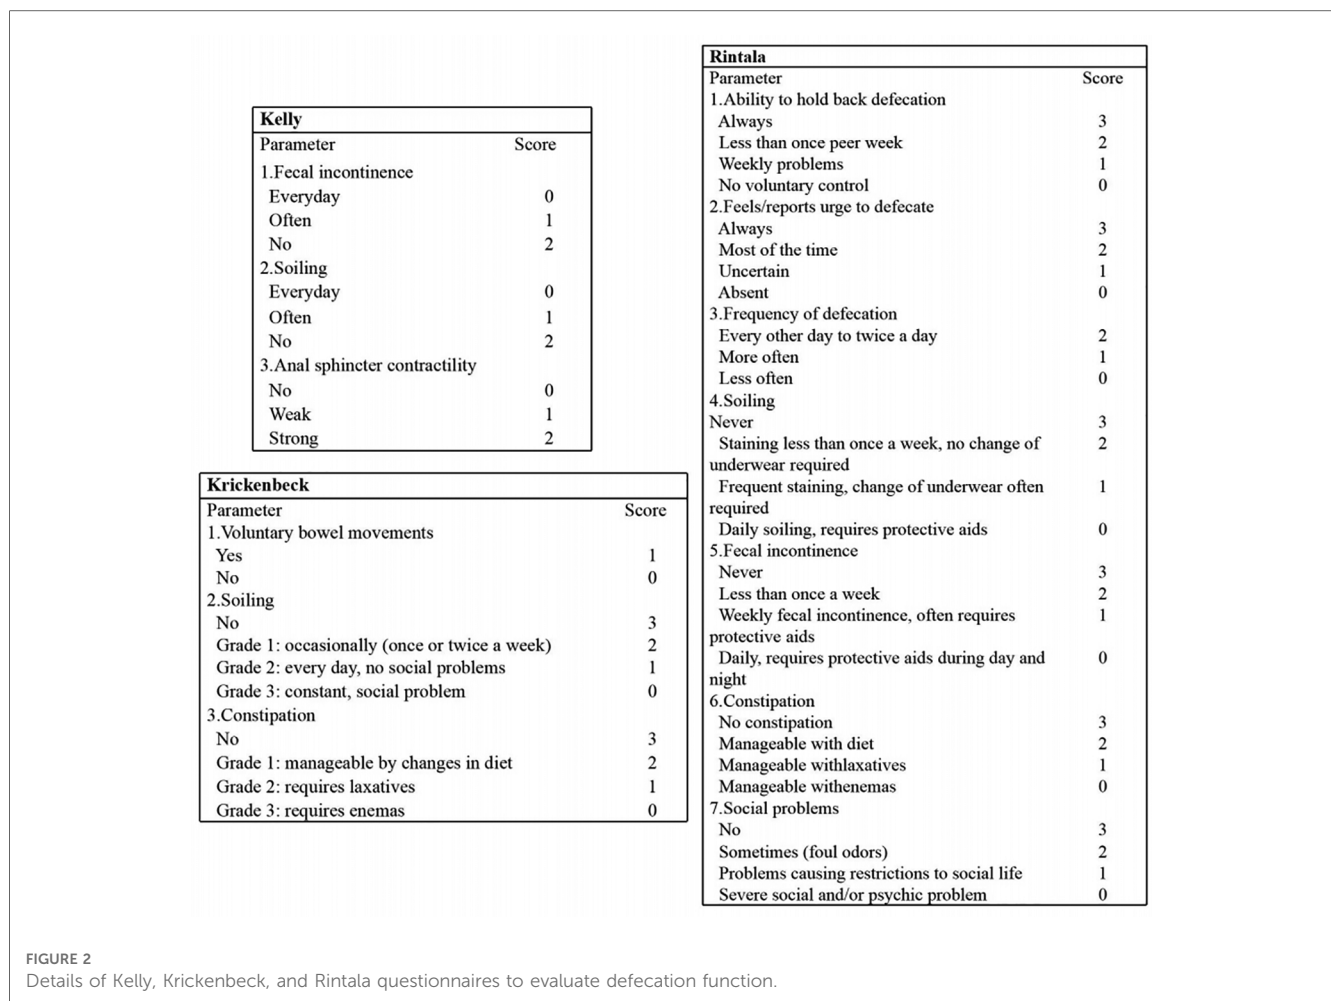 Kelly
Parameter Score
1.Fecal incontinence
Everyday 0
Often 1
No 2
2.Soiling
Everyday 0
Often 1
No 2
3.Anal sphincter contractility
No 0
Weak 1
Strong 2
Krickenbeck
Parameter Score
1.Voluntary bowel movements
Yes 1
No 0
2.Soiling
No 3
Grade 1: occasionally (once or twice a week) 2
Grade 2: every day, no social problems 1
Grade 3: constant, social problem 0
3.Constipation
No 3
Grade 1: manageable by changes in diet 2
Grade 2: requires laxatives 1
Grade 3: requires enemas 0
Rintala
Parameter Score
1.Ability to hold back defecation
Always 3
Less than once peer week 2
Weekly problems 1
No voluntary control 0
2.Feels/reports urge to defecate
Always 3
Most of the time 2
Uncertain 1
Absent 0
3.Frequency of defecation
Every other day to twice a day 2
More often 1
Less often 0
4.Soiling
Never 3
Staining less than once a week, no change of 2
underwear required
Frequent staining, change of underwear often 1
required
Daily soiling, requires protective aids 0
5.Fecal incontinence
Never 3
Less than once a week 2
Weekly fecal incontinence, often requires 1
protective aids
Daily, requires protective aids during day and 0
night
6.Constipation
No constipation 3
Manageable with diet 2
Manageable withlaxatives 1
Manageable withenemas 0
7.Social problems
No 3
Sometimes (foul odors) 2
Problems causing restrictions to social life 1
Severe social and/or psychic problem 0
FIGURE 2
Details of Kelly, Krickenbeck, and Rintala questionnaires to evaluate defecation function.